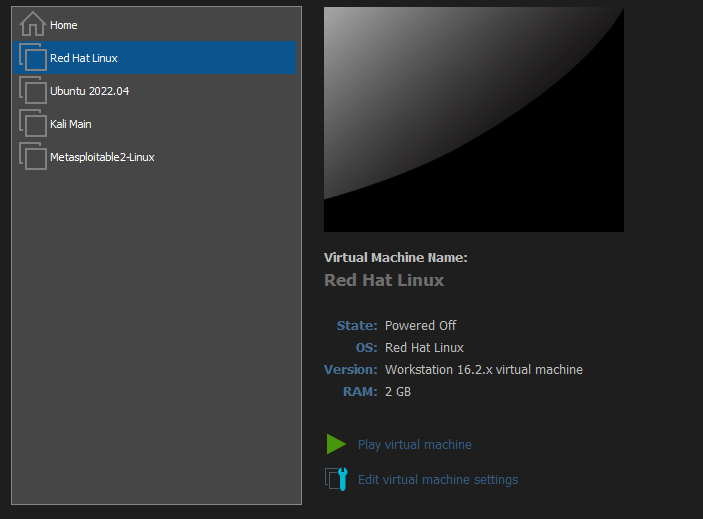 Home
Red Hat Linux
Ubuntu 2022.04
Kali Main
Metasploitable2-Linux
Virtual Machine Name:
Red Hat Linux
State: Powered Off
OS: Red Hat Linux
Version: Workstation 16.2.x virtual machine
RAM: 2 GB
Play virtual machine
Edit virtual machine settings